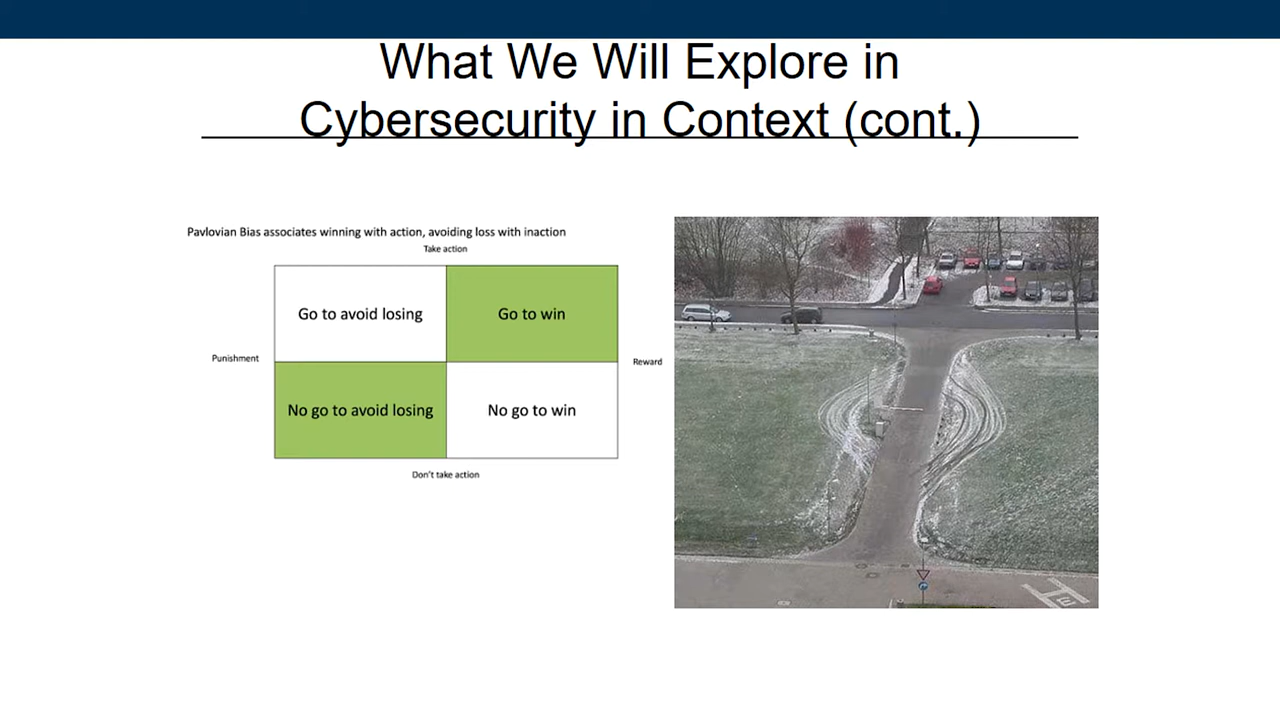 What We Will Explore in
Cybersecurity in Context (cont.)
Pavlovian Bias associates winning with action, avoiding loss with inaction
Take action
Go to avoid losing
Go to win
Punishment
Reward
No go to avoid losing
No go to win
Don't take action